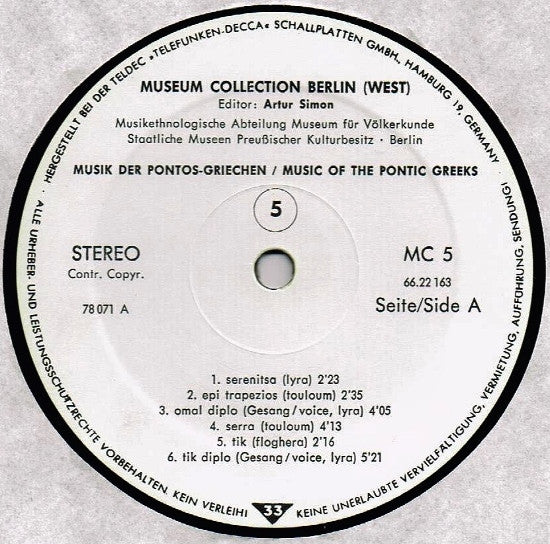 HERGESTELLT BEI DER TELDEC »TELEFUNKEN-DECCA« SCHALLPLATTEN GMBH, HAMBURG 19, GERMANY
MUSEUM COLLECTION BERLIN (WEST)
Editor: Artur Simon
Musikethnologische Abteilung Museum für Völkerkunde
Staatliche Museen Preußischer Kulturbesitz · Berlin
MUSIK DER PONTOS-GRIECHEN / MUSIC OF THE PONTIC GREEKS
5
STEREO
Contr. Copyr.
78 071 A
MC 5
66.22 163
Seite/Side A
1. serenitsa (lyra) 2'23
2. epi trapezios (touloum) 2'35
3. omal diplo (Gesang/voice, lyra) 4'05
4. serra (touloum) 4'13
5. tik (floghera) 2'16
6. tik diplo (Gesang/voice, lyra) 5'21
· ALLE URHEBER- UND LEISTUNGSSCHUTZRECHTE VORBEHALTEN. KEIN VERLEIH!
33
KEINE UNERLAUBTE VERVIELFÄLTIGUNG, VERMIETUNG, AUFFÜHRUNG, SENDUNG! ·